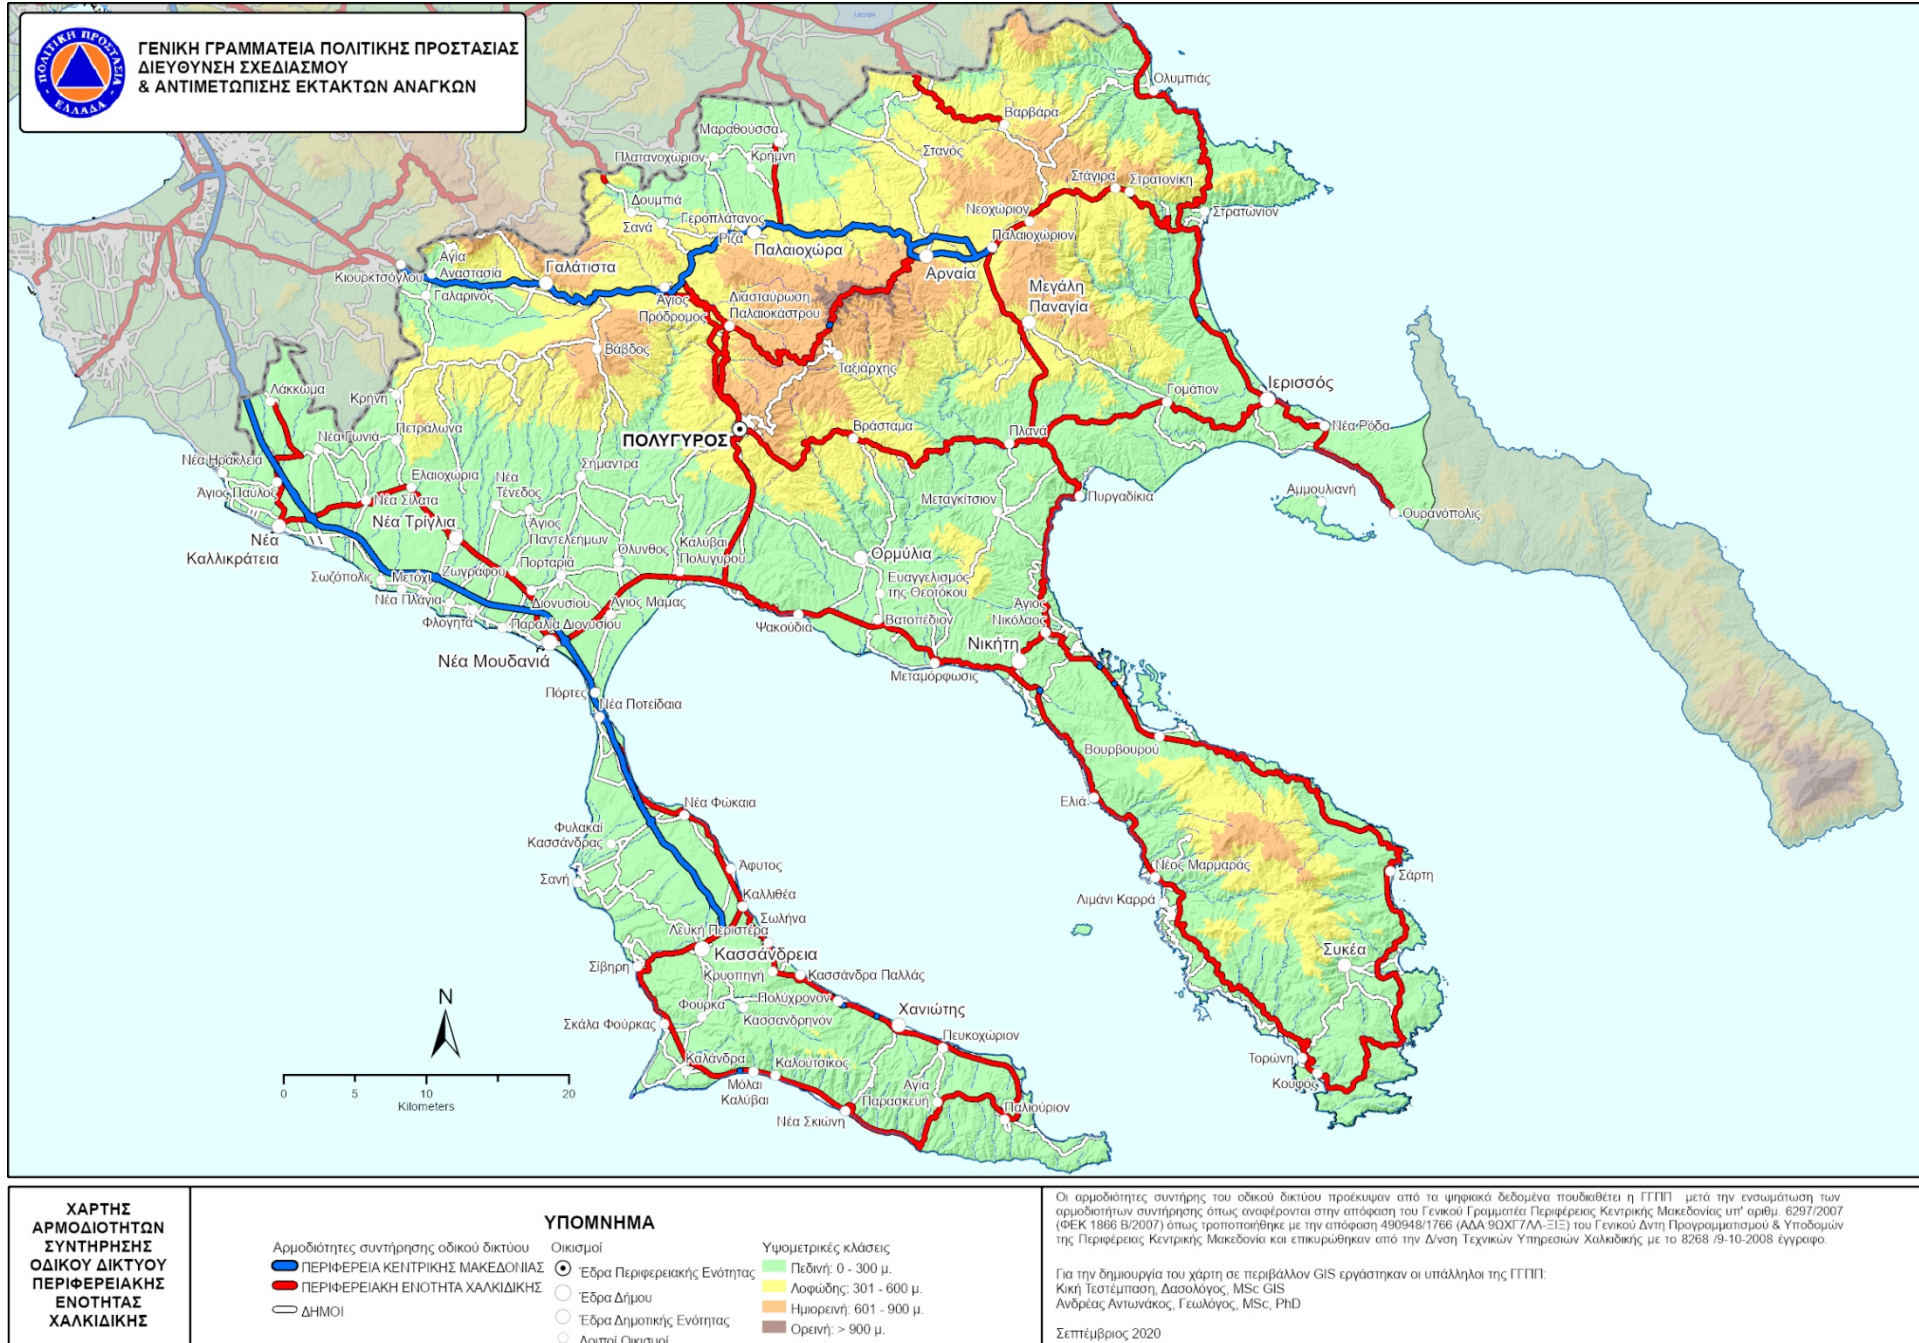 ΠΟΛΙΤΙΚΗ ΠΡΟΣΤΑΣΙΑ
ΕΛΛΑΔΑ
ΓΕΝΙΚΗ ΓΡΑΜΜΑΤΕΙΑ ΠΟΛΙΤΙΚΗΣ ΠΡΟΣΤΑΣΙΑΣ
ΔΙΕΥΘΥΝΣΗ ΣΧΕΔΙΑΣΜΟΥ
& ΑΝΤΙΜΕΤΩΠΙΣΗΣ ΕΚΤΑΚΤΩΝ ΑΝΑΓΚΩΝ
Ολυμπιάς
Βαρβάρα
Μαραθούσσα
Πλατανοχώριον
Κρήμνη
Στανός
Στάγιρα
Στρατονίκη
Δουμπιά
Γεροπλάτανος
Νεοχώριον
Στρατώνιον
Σανά
Ριζά
Παλαιοχώρα
Παλαιοχώριον
Αγία
Αναστασία
Κιουρκτσόγλου
Γαλάτιστα
Αρναία
Γαλαρινός
Άγιος
Πρόδρομος
Διασταύρωση
Παλαιοκάστρου
Μεγάλη
Παναγία
Βάβδος
Ταξιάρχης
Λάκκωμα
Κρήνη
Γομάτιον
Ιερισσός
Νέα Γωνιά
Πετράλωνα
ΠΟΛΥΓΥΡΟΣ
Βράσταμα
Πλανά
Νέα Ρόδα
Νέα Ηράκλεια
Ελαιοχώρια
Σήμαντρα
Άγιος Παύλος
Νέα Σίλατα
Νέα
Τένεδος
Μεταγκίτσιον
Πυργαδίκια
Αμμουλιανή
Ουρανόπολις
Νέα
Καλλικράτεια
Νέα Τρίγλια
Άγιος
Παντελεήμων
Όλυνθος
Καλύβαι
Πολυγύρου
Ορμύλια
Σωζόπολις
Μετόχι
Ζωγράφου
Πορταριά
Ευαγγελισμός
της Θεοτόκου
Νέα Πλάγια
Διονυσίου
Άγιος Μάμας
Άγιος
Νικόλαος
Φλογητά
Παραλία Διονυσίου
Ψακούδια
Βατοπέδιον
Νικήτη
Νέα Μουδανιά
Μεταμόρφωσις
Πόρτες
Νέα Ποτείδαια
Βουρβουρού
Νέα Φώκαια
Ελιά
Φυλακαί
Κασσάνδρας
Άφυτος
Νέος Μαρμαράς
Σάρτη
Σανή
Καλλιθέα
Λιμάνι Καρρά
Σωλήνα
Λευκή Περιστέρα
Κασσάνδρεια
Συκέα
Σίβηρη
Κρυοπηγή
Κασσάνδρα Παλλάς
Φούρκα
Πολύχρονον
Χανιώτης
Σκάλα Φούρκας
Κασσανδρηνόν
Πευκοχώριον
Καλάνδρα
Καλούτσικος
Τορώνη
Μόλαι
Καλύβαι
Αγία
Παρασκευή
Κουφός
Νέα Σκιώνη
Παλιούριον
N
0 5 10 20
Kilometers
ΧΑΡΤΗΣ
ΑΡΜΟΔΙΟΤΗΤΩΝ
ΣΥΝΤΗΡΗΣΗΣ
ΟΔΙΚΟΥ ΔΙΚΤΥΟΥ
ΠΕΡΙΦΕΡΕΙΑΚΗΣ
ΕΝΟΤΗΤΑΣ
ΧΑΛΚΙΔΙΚΗΣ
ΥΠΟΜΝΗΜΑ
Αρμοδιότητες συντήρησης οδικού δικτύου
ΠΕΡΙΦΕΡΕΙΑ ΚΕΝΤΡΙΚΗΣ ΜΑΚΕΔΟΝΙΑΣ
ΠΕΡΙΦΕΡΕΙΑΚΗ ΕΝΟΤΗΤΑ ΧΑΛΚΙΔΙΚΗΣ
ΔΗΜΟΙ
Οικισμοί
Έδρα Περιφερειακής Ενότητας
Έδρα Δήμου
Έδρα Δημοτικής Ενότητας
Λοιποί Οικισμοί
Υψομετρικές κλάσεις
Πεδινή: 0 - 300 μ.
Λοφώδης: 301 - 600 μ.
Ημιορεινή: 601 - 900 μ.
Ορεινή: > 900 μ.
Οι αρμοδιότητες συντήρης του οδικού δικτύου προέκυψαν από τα ψηφιακά δεδομένα πουδιαθέτει η ΓΓΠΠ μετά την ενσωμάτωση των
αρμοδιοτήτων συντήρησης όπως αναφέρονται στην απόφαση του Γενικού Γραμματέα Περιφέρειας Κεντρικής Μακεδονίας υπ' αριθμ. 6297/2007
(ΦΕΚ 1866 Β/2007) όπως τροποποιήθηκε με την απόφαση 490948/1766 (ΑΔΑ:9ΩΧΓ7ΛΛ-ΞΙΞ) του Γενικού Δντη Προγραμματισμού & Υποδομών
της Περιφέρειας Κεντρικής Μακεδονία και επικυρώθηκαν από την Δ/νση Τεχνικών Υπηρεσιών Χαλκιδικής με το 8268 /9-10-2008 έγγραφο.
Για την δημιουργία του χάρτη σε περιβάλλον GIS εργάστηκαν οι υπάλληλοι της ΓΓΠΠ:
Κική Τεστέμπαση, Δασολόγος, MSc GIS
Ανδρέας Αντωνάκος, Γεωλόγος, MSc, PhD
Σεπτέμβριος 2020